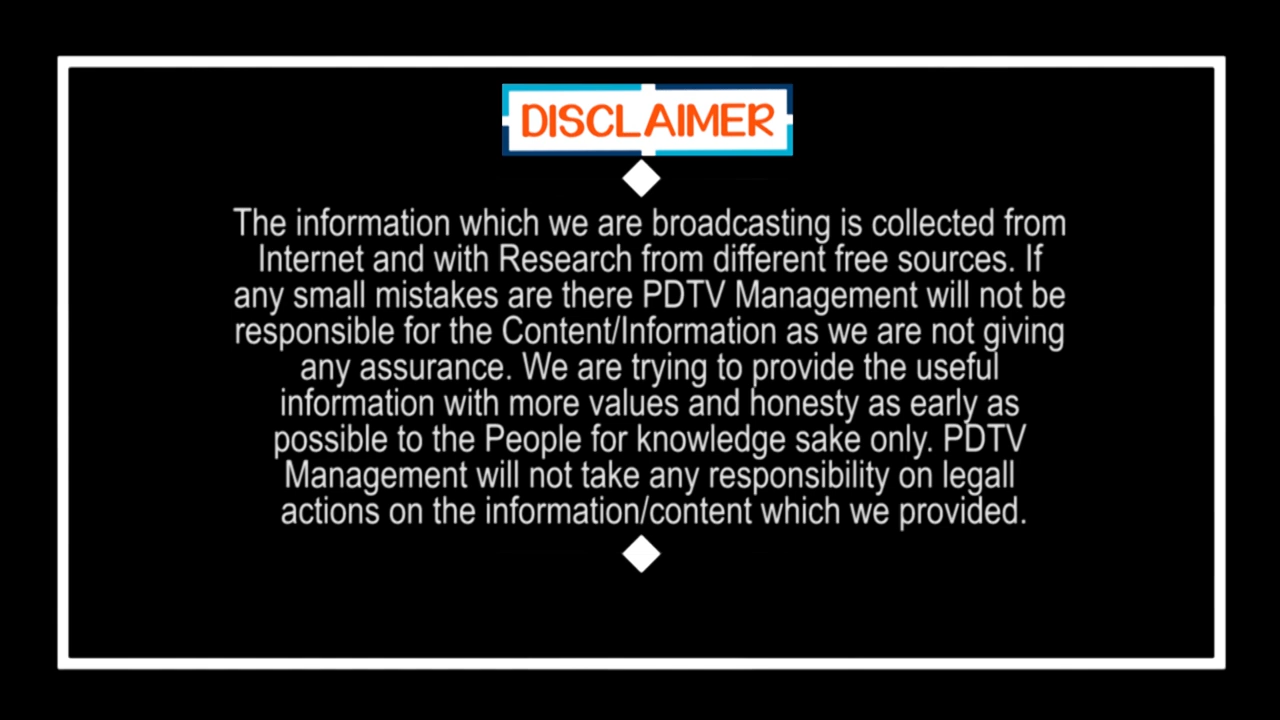 DISCLAIMER
The information which we are broadcasting is collected from
Internet and with Research from different free sources. If
any small mistakes are there PDTV Management will not be
responsible for the Content/Information as we are not giving
any assurance. We are trying to provide the useful
information with more values and honesty as early as
possible to the People for knowledge sake only. PDTV
Management will not take any responsibility on legall
actions on the information/content which we provided.